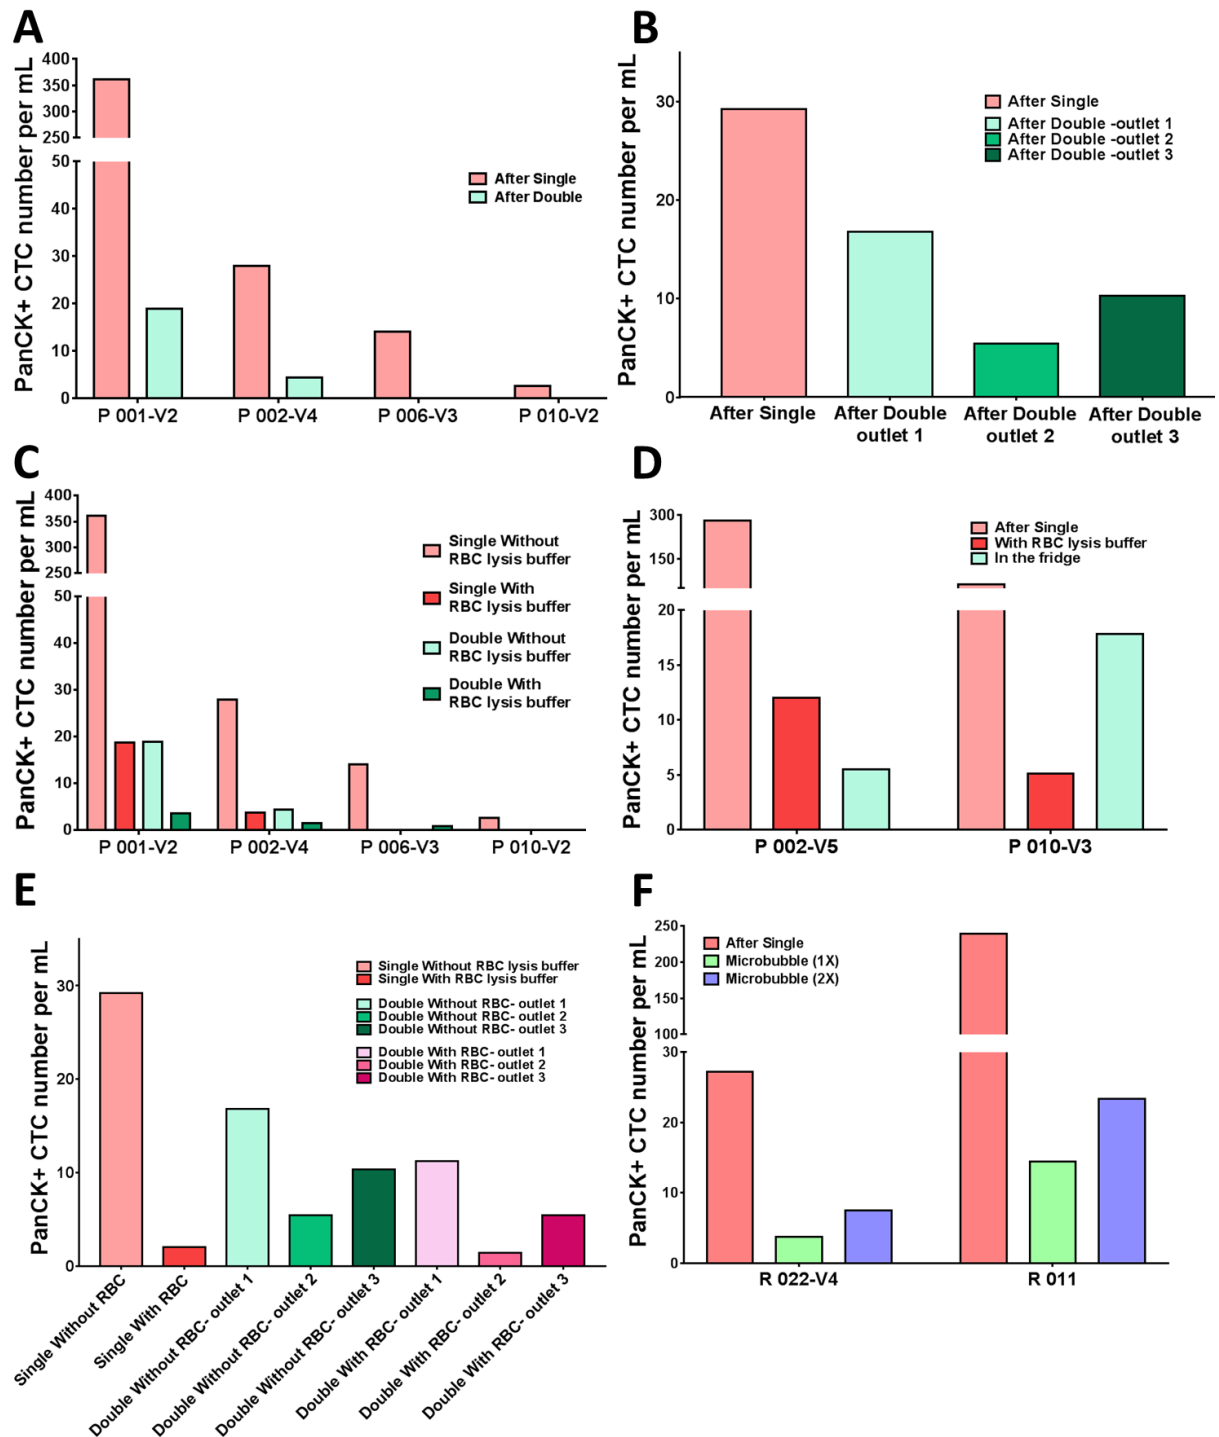 A
PanCK+ CTC number per mL
400
350
300
250
50
40
30
20
10
0
After Single
After Double
P 001-V2
P 002-V4
P 006-V3
P 010-V2
B
PanCK+ CTC number per mL
30
20
10
0
After Single
After Double -outlet 1
After Double -outlet 2
After Double -outlet 3
After Single
After Double
outlet 1
After Double
outlet 2
After Double
outlet 3
C
PanCK+ CTC number per mL
400
350
300
250
50
40
30
20
10
0
Single Without
RBC lysis buffer
Single With
RBC lysis buffer
Double Without
RBC lysis buffer
Double With
RBC lysis buffer
P 001-V2
P 002-V4
P 006-V3
P 010-V2
D
PanCK+ CTC number per mL
300
150
20
15
10
5
0
After Single
With RBC lysis buffer
In the fridge
P 002-V5
P 010-V3
E
PanCK+ CTC number per mL
30
20
10
0
Single Without RBC lysis buffer
Single With RBC lysis buffer
Double Without RBC- outlet 1
Double Without RBC- outlet 2
Double Without RBC- outlet 3
Double With RBC- outlet 1
Double With RBC- outlet 2
Double With RBC- outlet 3
Single Without RBC
Single With RBC
Double Without RBC- outlet 1
Double Without RBC- outlet 2
Double Without RBC- outlet 3
Double With RBC- outlet 1
Double With RBC- outlet 2
Double With RBC- outlet 3
F
PanCK+ CTC number per mL
250
200
150
100
30
20
10
0
After Single
Microbubble (1X)
Microbubble (2X)
R 022-V4
R 011